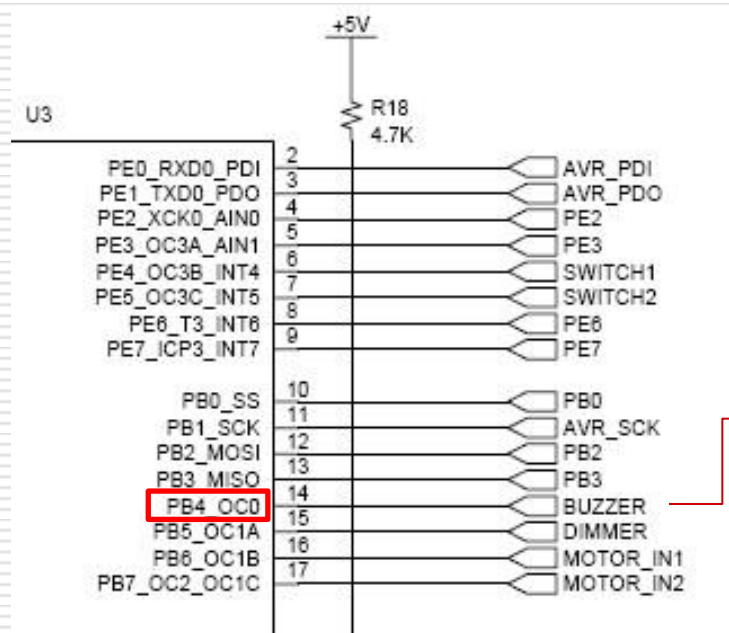 +5V
U3
R18
4.7K
PE0_RXD0_PDI 2 AVR_PDI
PE1_TXD0_PDO 3 AVR_PDO
PE2_XCK0_AIN0 4 PE2
PE3_OC3A_AIN1 5 PE3
PE4_OC3B_INT4 6 SWITCH1
PE5_OC3C_INT5 7 SWITCH2
PE6_T3_INT6 8 PE6
PE7_ICP3_INT7 9 PE7
PB0_SS 10 PB0
PB1_SCK 11 AVR_SCK
PB2_MOSI 12 PB2
PB3_MISO 13 PB3
PB4_OC0 14 BUZZER
PB5_OC1A 15 DIMMER
PB6_OC1B 16 MOTOR_IN1
PB7_OC2_OC1C 17 MOTOR_IN2